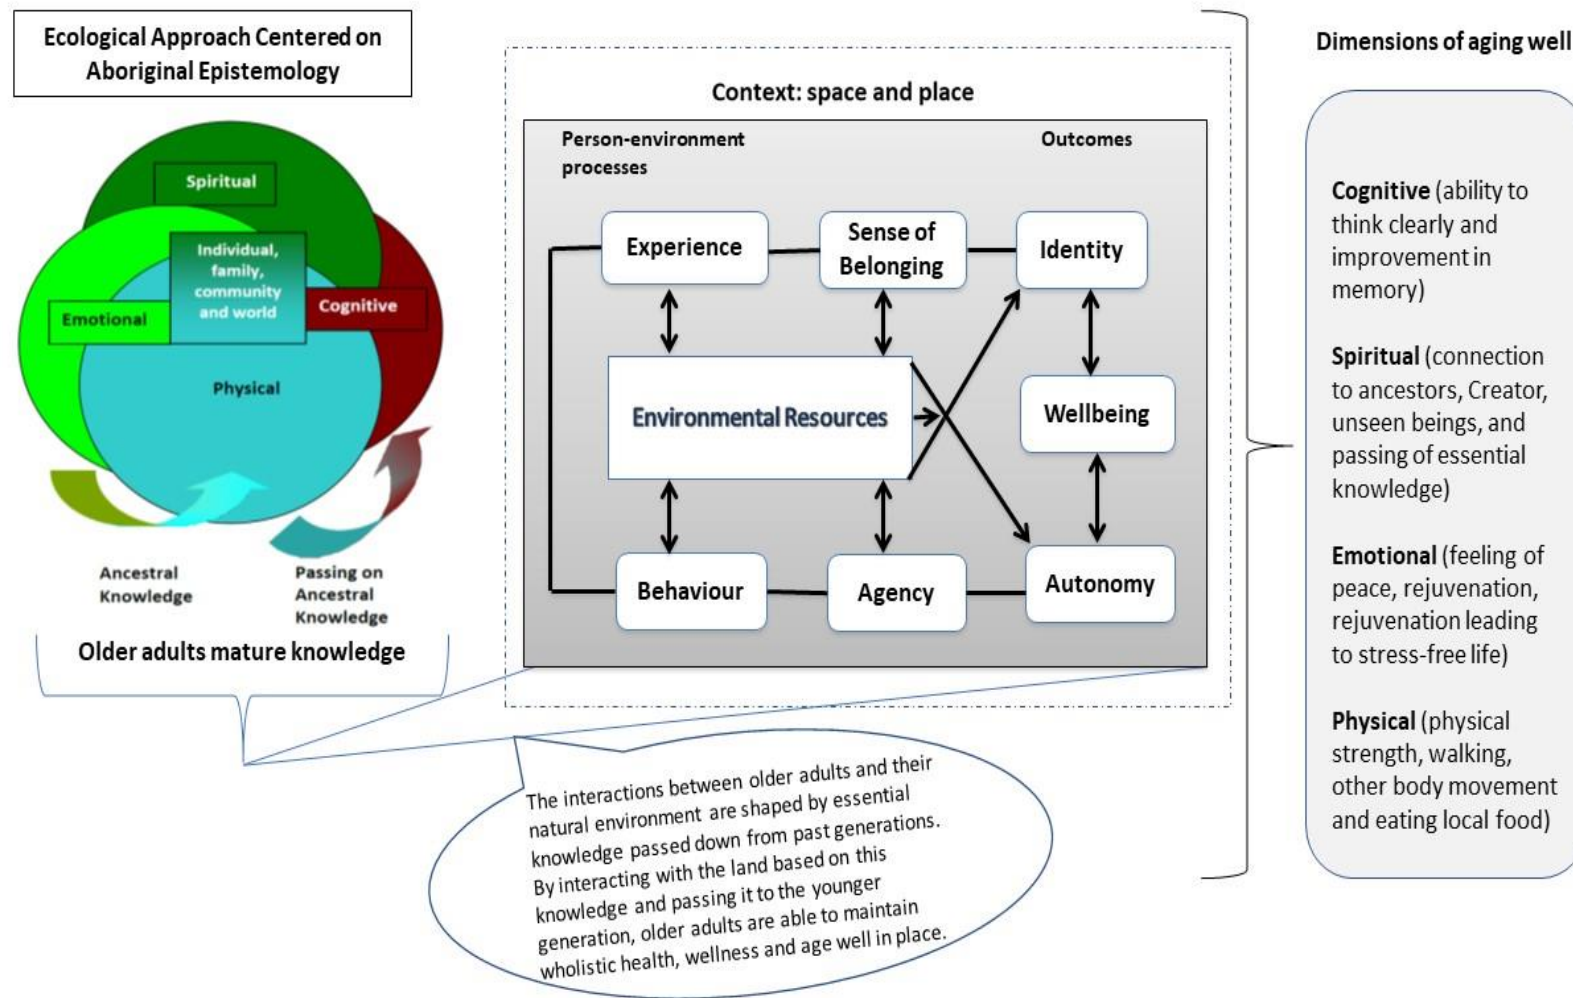 Ecological Approach Centered on
Aboriginal Epistemology
Spiritual
Individual,
family,
community
and world
Emotional
Cognitive
Physical
Ancestral
Knowledge
Passing on
Ancestral
Knowledge
Older adults mature knowledge
Context: space and place
Person-environment
processes
Outcomes
Experience
Sense of
Belonging
Identity
Environmental Resources
Wellbeing
Behaviour
Agency
Autonomy
The interactions between older adults and their
natural environment are shaped by essential
knowledge passed down from past generations.
By interacting with the land based on this
knowledge and passing it to the younger
generation, older adults are able to maintain
wholistic health, wellness and age well in place.
Dimensions of aging well
Cognitive (ability to
think clearly and
improvement in
memory)
Spiritual (connection
to ancestors, Creator,
unseen beings, and
passing of essential
knowledge)
Emotional (feeling of
peace, rejuvenation,
rejuvenation leading
to stress-free life)
Physical (physical
strength, walking,
other body movement
and eating local food)